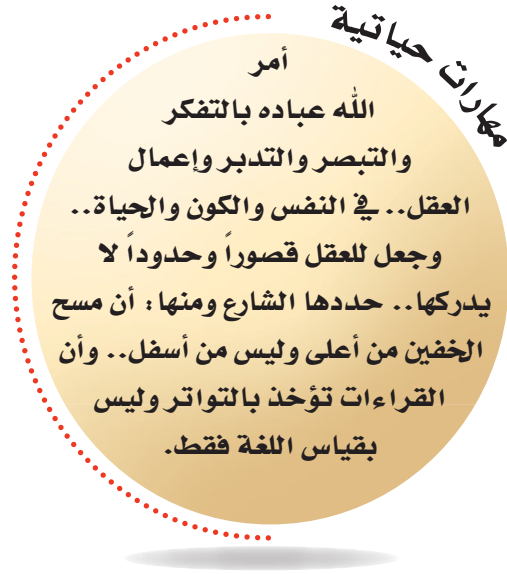 مهارات حياتية
أمر
الله عباده بالتفكر
والتبصر والتدبر وإعمال
العقل.. في النفس والكون والحياة..
وجعل للعقل قصوراً وحدوداً لا
يدركها.. حددها الشارع ومنها: أن مسح
الخفين من أعلى وليس من أسفل.. وأن
القراءات تؤخذ بالتواتر وليس
بقياس اللغة فقط.